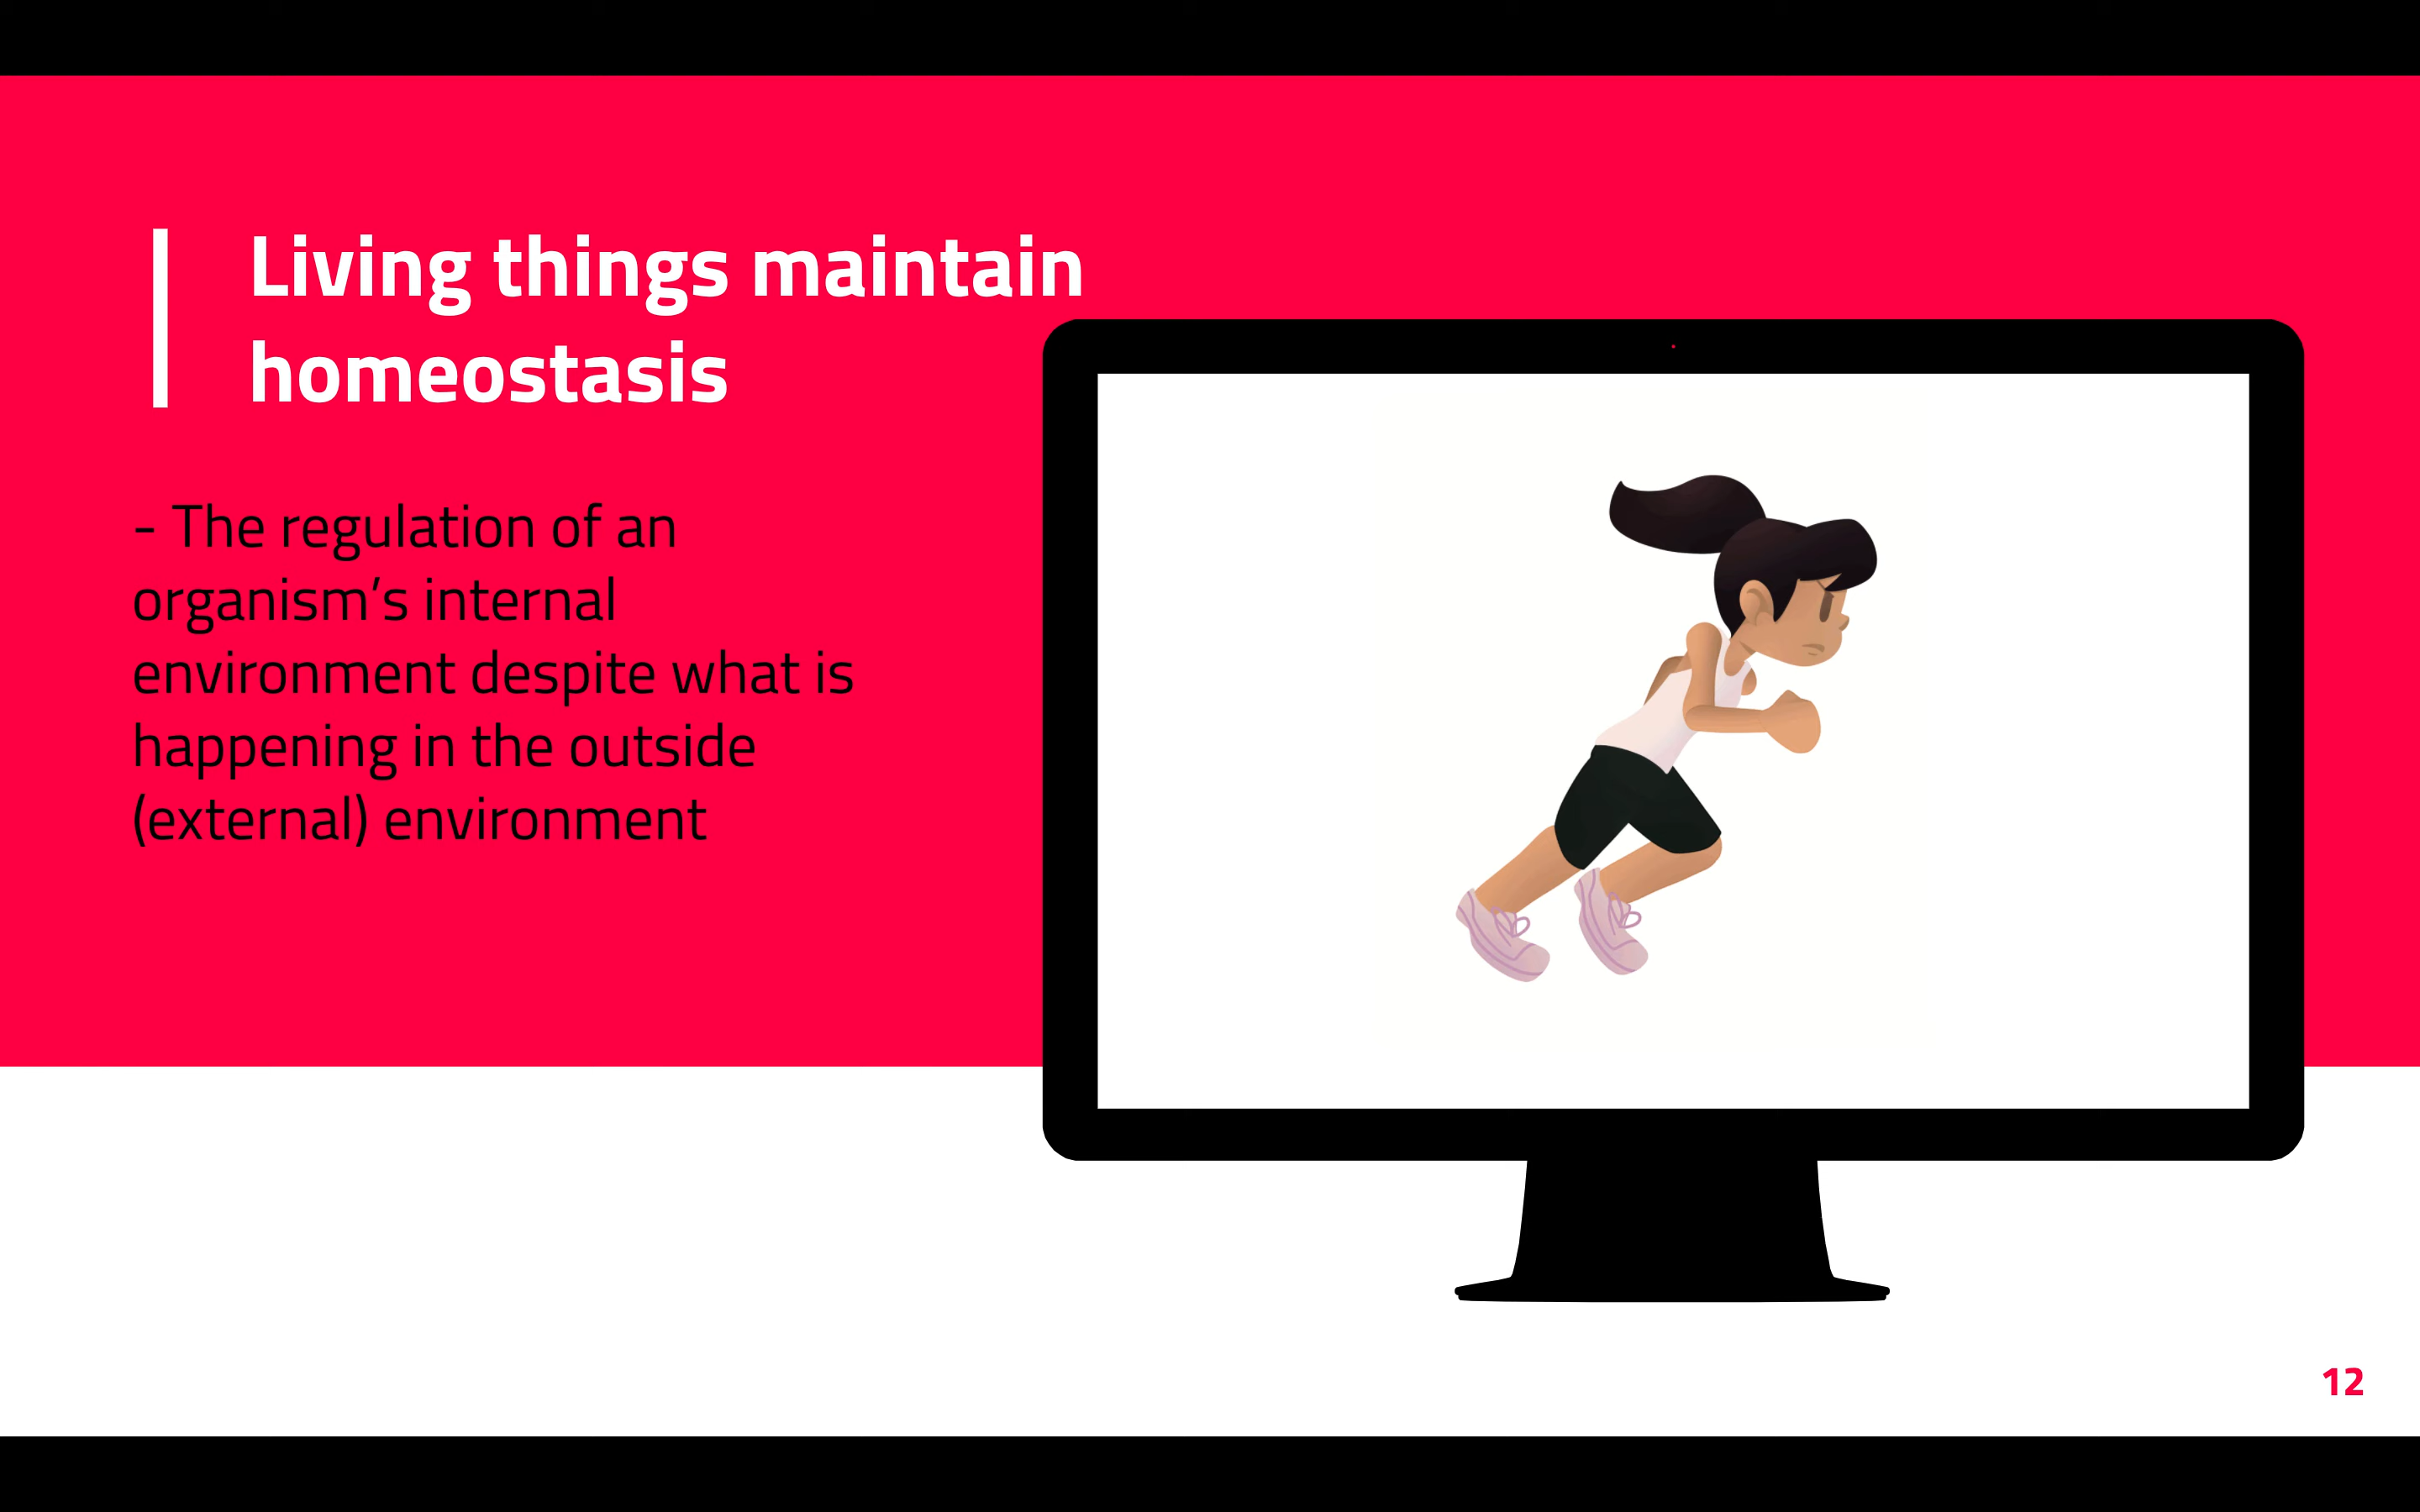 Living things maintain
homeostasis
- The regulation of an
organism’s internal
environment despite what is
happening in the outside
(external) environment
12